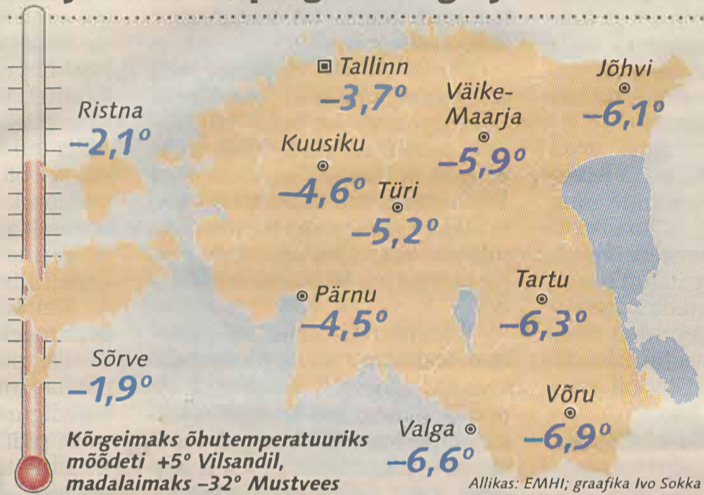 Tallinn
–3,7°
Jõhvi
–6,1°
Väike-
Maarja
–5,9°
Ristna
–2,1°
Kuusiku
–4,6°
Türi
–5,2°
Pärnu
–4,5°
Tartu
–6,3°
Sõrve
–1,9°
Võru
–6,9°
Valga
–6,6°
Kõrgeimaks õhutemperatuuriks
mõõdeti +5° Vilsandil,
madalaimaks –32° Mustvees
Allikas: EMHI; graafika Ivo Sokka